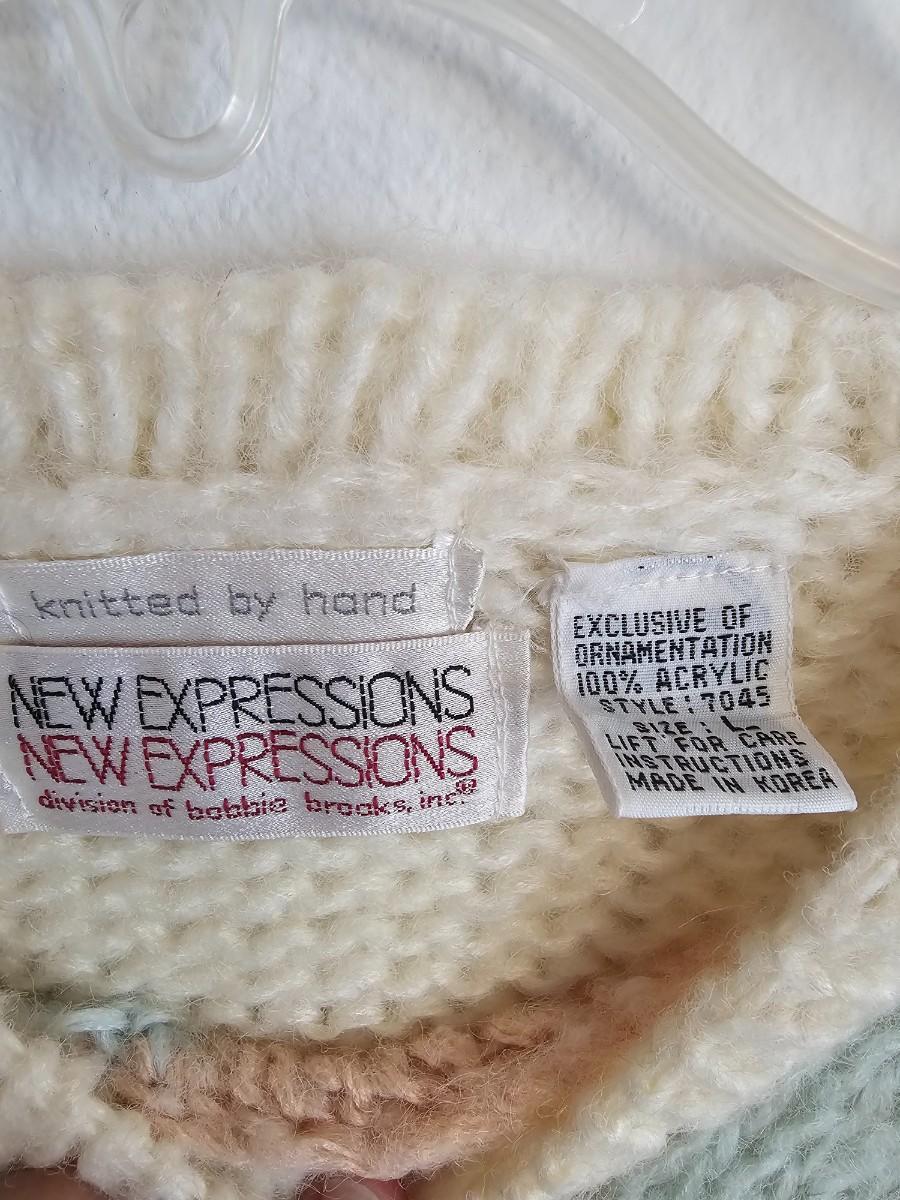 knitted by hand
NEW EXPRESSIONS
NEW EXPRESSIONS
division of bobbie brooks, inc.®
EXCLUSIVE OF
ORNAMENTATION
100% ACRYLIC
STYLE: 7045
SIZE: L
LIFT FOR CARE
INSTRUCTIONS
MADE IN KOREA